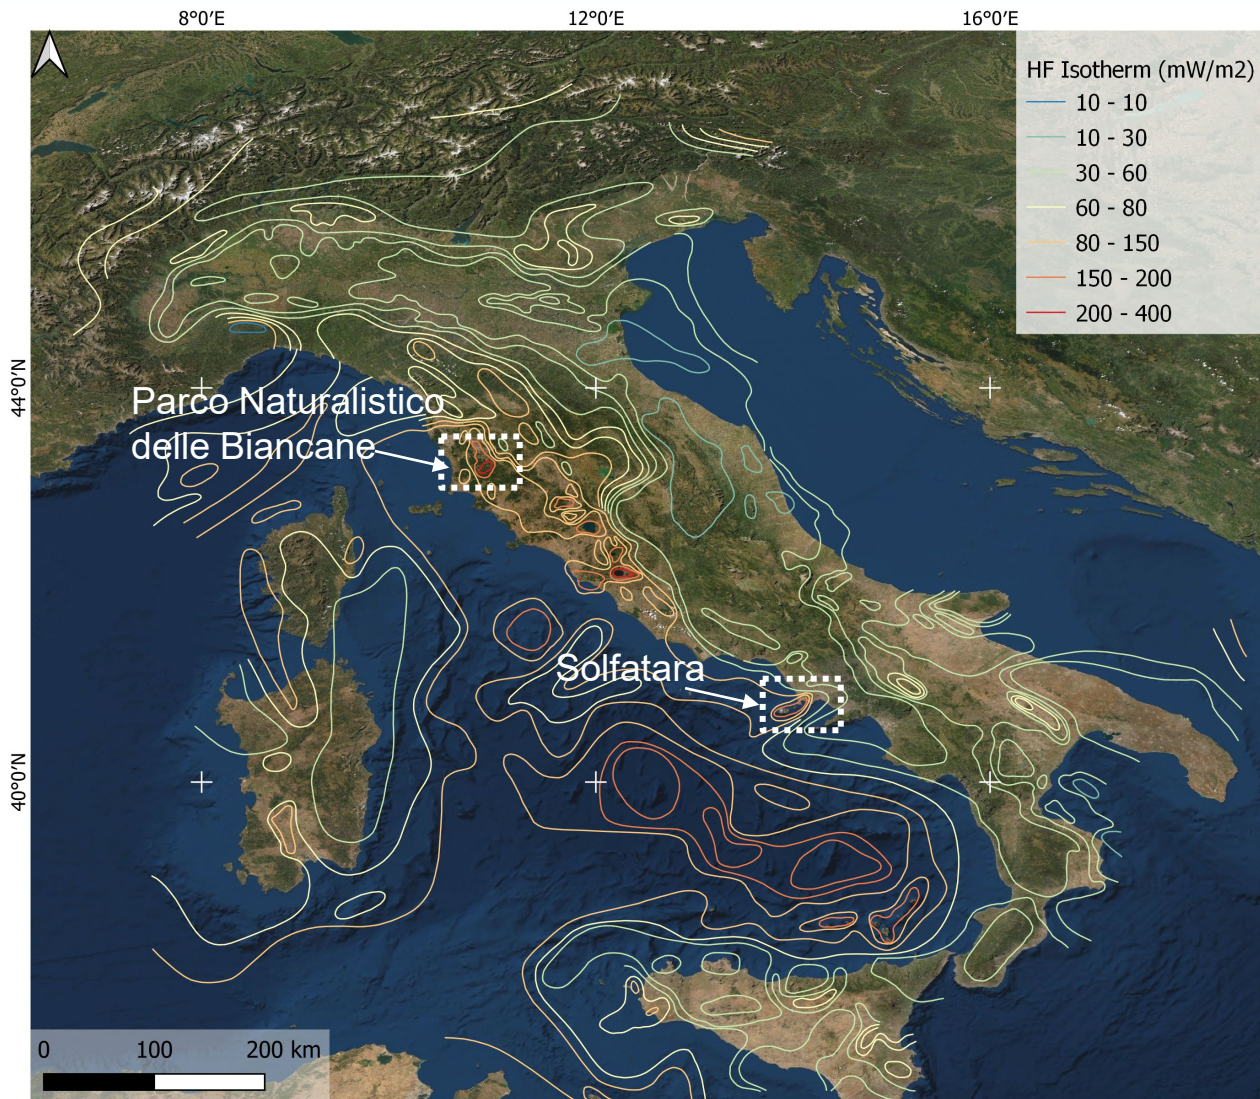 8°0′E 12°0′E 16°0′E
HF Isotherm (mW/m2)
10 - 10
10 - 30
30 - 60
60 - 80
80 - 150
150 - 200
200 - 400
44°0′N
Parco Naturalistico
delle Biancane
Solfatara
40°0′N
0 100 200 km